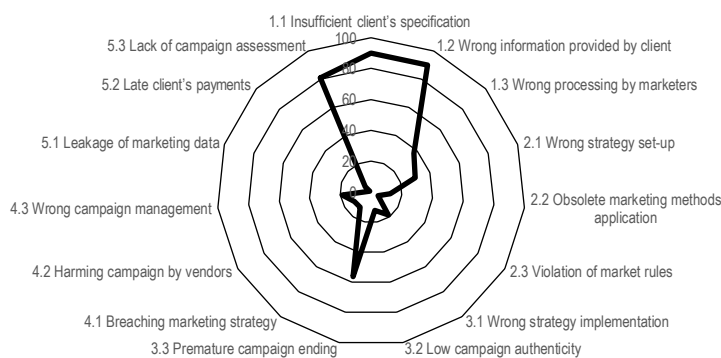 1.1 Insufficient client's specification
100
5.3 Lack of campaign assessment
1.2 Wrong information provided by client
80
5.2 Late client's payments
1.3 Wrong processing by marketers
60
40
5.1 Leakage of marketing data
2.1 Wrong strategy set-up
20
0
4.3 Wrong campaign management
2.2 Obsolete marketing methods
application
4.2 Harming campaign by vendors
2.3 Violation of market rules
4.1 Breaching marketing strategy
3.1 Wrong strategy implementation
3.3 Premature campaign ending
3.2 Low campaign authenticity